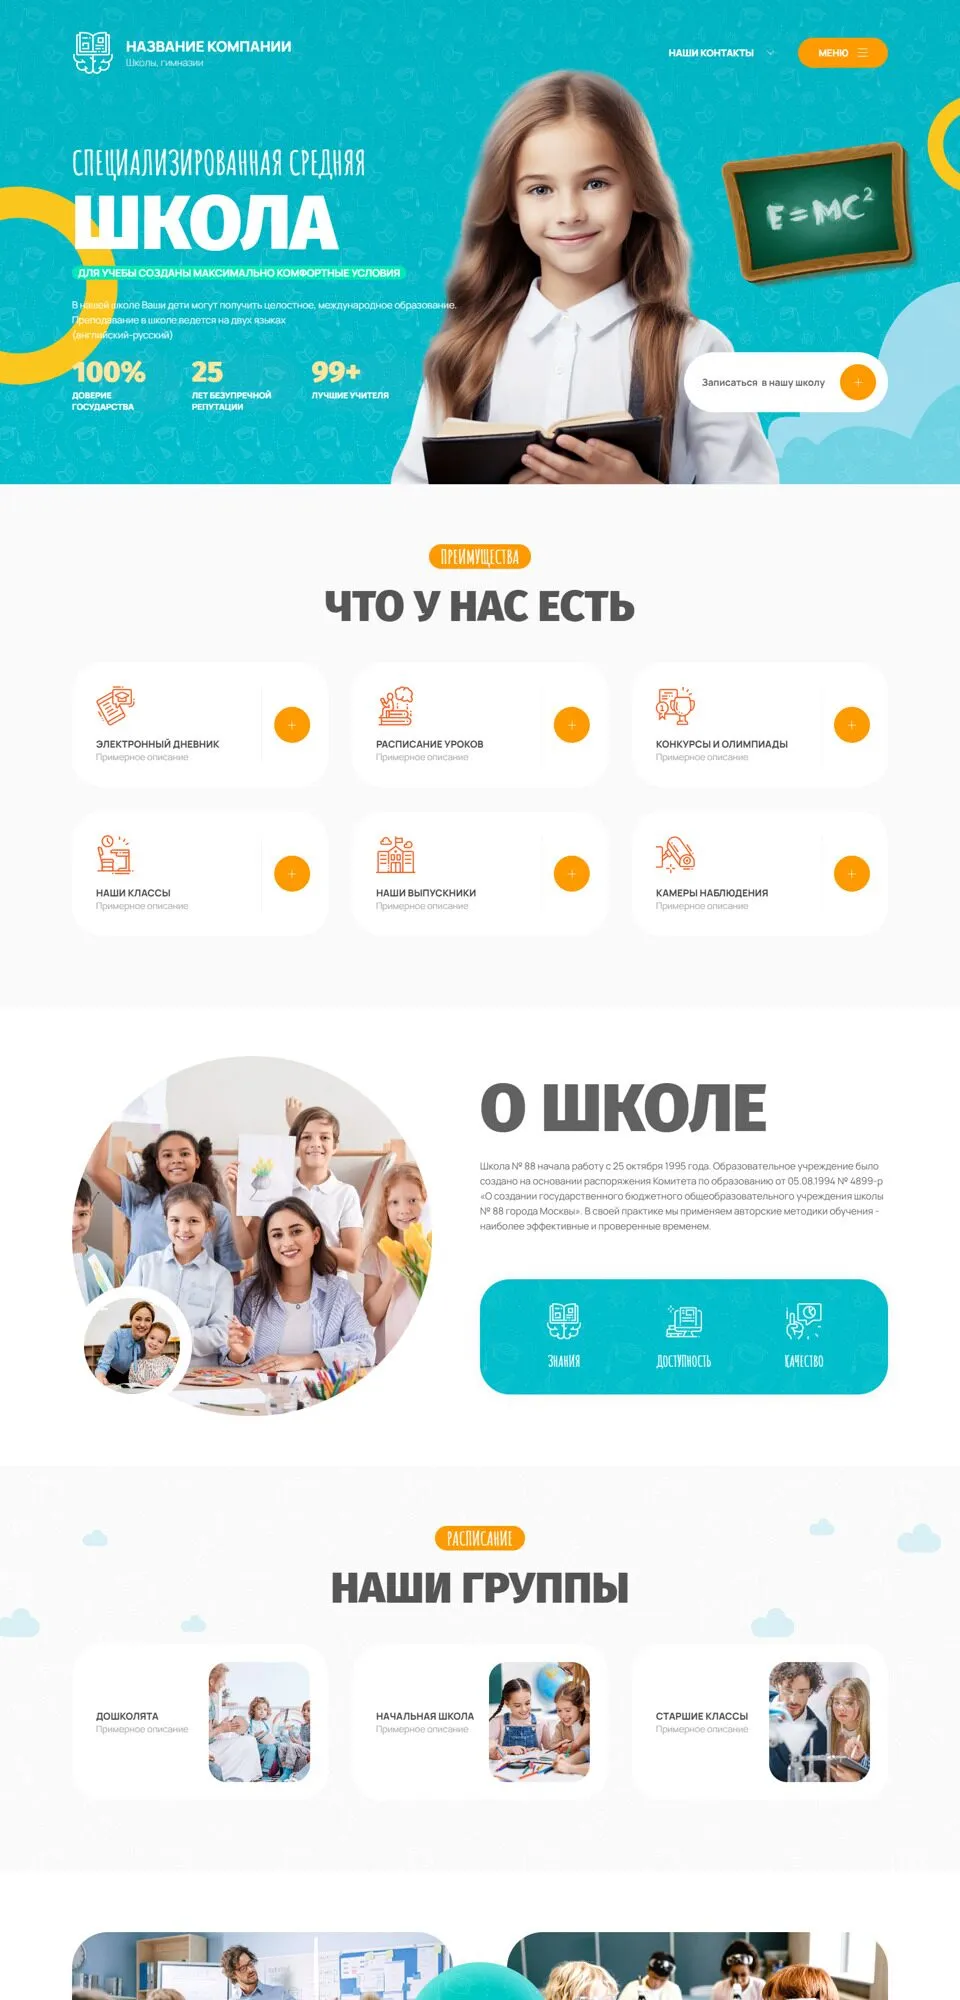 НАЗВАНИЕ КОМПАНИИ
Школы, гимназии
НАШИ КОНТАКТЫ
МЕНЮ
СПЕЦИАЛИЗИРОВАННАЯ СРЕДНЯЯ
ШКОЛА
ДЛЯ УЧЕБЫ СОЗДАНЫ МАКСИМАЛЬНО КОМФОРТНЫЕ УСЛОВИЯ
В нашей школе Ваши дети могут получить целостное, международное образование.
Преподавание в школе ведется на двух языках
(английский-русский)
100%
ДОВЕРИЕ
ГОСУДАРСТВА
25
ЛЕТ БЕЗУПРЕЧНОЙ
РЕПУТАЦИИ
99+
ЛУЧШИЕ УЧИТЕЛЯ
E=MC²
Записаться в нашу школу
ПРЕИМУЩЕСТВА
ЧТО У НАС ЕСТЬ
ЭЛЕКТРОННЫЙ ДНЕВНИК
Примерное описание
РАСПИСАНИЕ УРОКОВ
Примерное описание
КОНКУРСЫ И ОЛИМПИАДЫ
Примерное описание
НАШИ КЛАССЫ
Примерное описание
НАШИ ВЫПУСКНИКИ
Примерное описание
КАМЕРЫ НАБЛЮДЕНИЯ
Примерное описание
О ШКОЛЕ
Школа № 88 начала работу с 25 октября 1995 года. Образовательное учреждение было
создано на основании распоряжения Комитета по образованию от 05.08.1994 № 4899-р
«О создании государственного бюджетного общеобразовательного учреждения школы
№ 88 города Москвы». В своей практике мы применяем авторские методики обучения -
наиболее эффективные и проверенные временем.
ЗНАНИЯ
ДОСТУПНОСТЬ
КАЧЕСТВО
РАСПИСАНИЕ
НАШИ ГРУППЫ
ДОШКОЛЯТА
Примерное описание
НАЧАЛЬНАЯ ШКОЛА
Примерное описание
СТАРШИЕ КЛАССЫ
Примерное описание